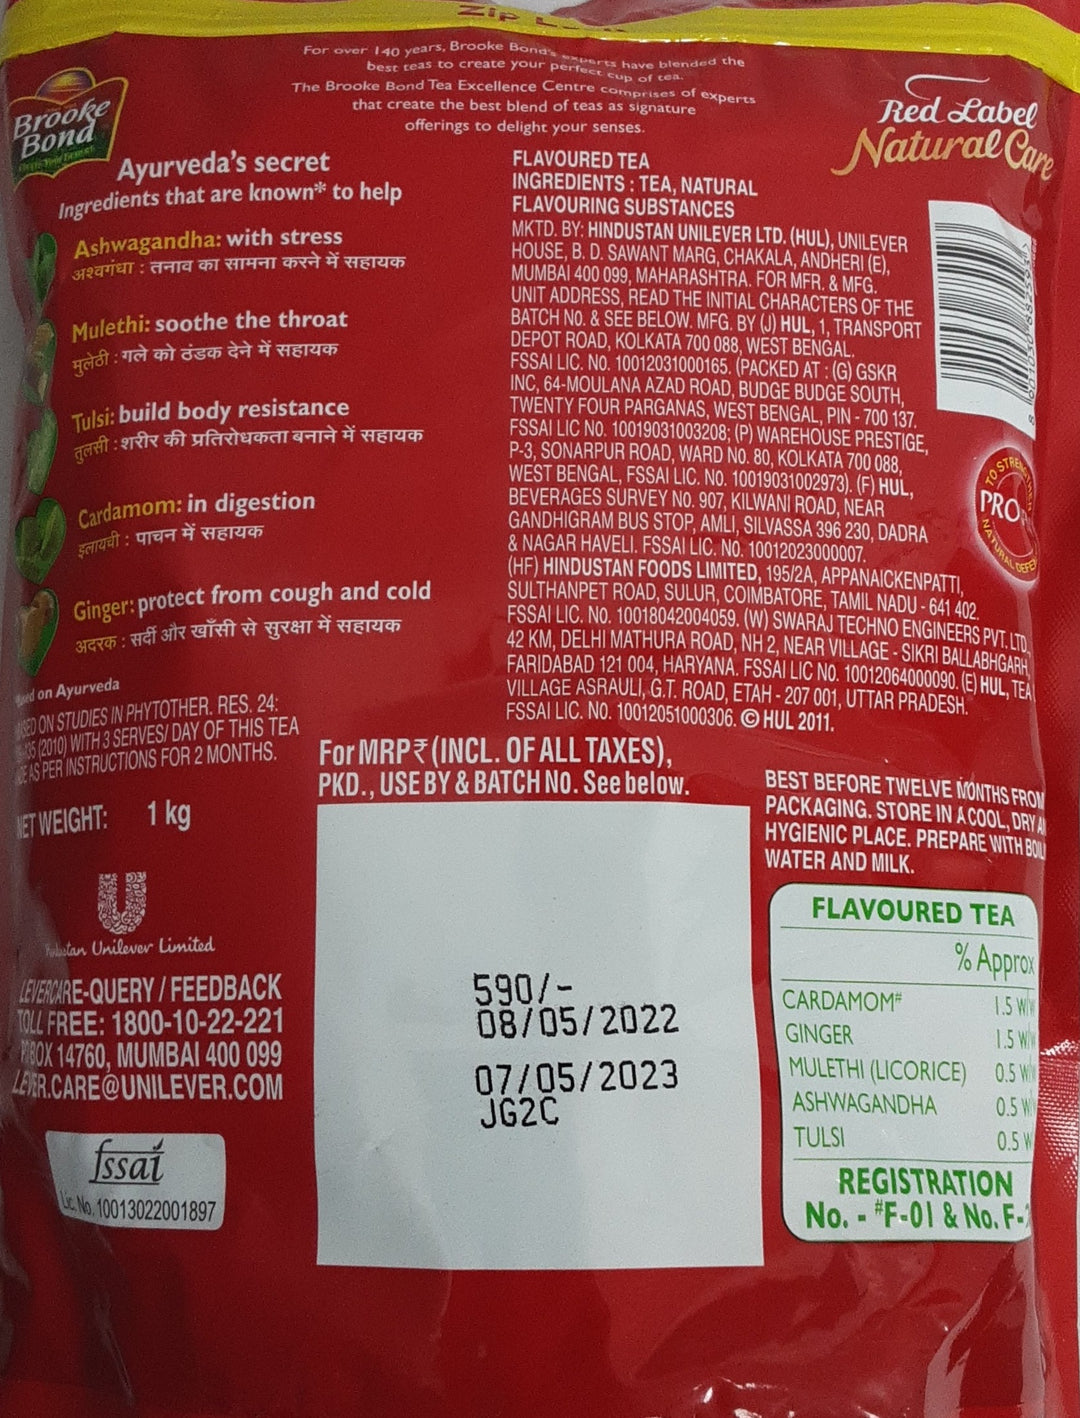 Zip
For over 140 years, Brooke Bond's experts have blended the
best teas to create your perfect cup of tea.
The Brooke Bond Tea Excellence Centre comprises of experts
that create the best blend of teas as signature
offerings to delight your senses.
Brooke
Bond
Red Label
Natural Care
Ayurveda's secret
Ingredients that are known* to help
Ashwagandha: with stress
अश्वगंधा : तनाव का सामना करने में सहायक
Mulethi: soothe the throat
मुलेठी : गले को ठंडक देने में सहायक
Tulsi: build body resistance
तुलसी : शरीर की प्रतिरोधकता बनाने में सहायक
Cardamom: in digestion
इलायची : पाचन में सहायक
Ginger: protect from cough and cold
अदरक : सर्दी और खाँसी से सुरक्षा में सहायक
on Ayurveda
ON STUDIES IN PHYTOTHER. RES. 24:
(2010) WITH 3 SERVES/ DAY OF THIS TEA
AS PER INSTRUCTIONS FOR 2 MONTHS.
NET WEIGHT: 1 kg
Hindustan Unilever Limited
LEVERCARE-QUERY / FEEDBACK
TOLL FREE: 1800-10-22-221
PO BOX 14760, MUMBAI 400 099
LEVER.CARE@UNILEVER.COM
fssai
Lic. No. 10013022001897
FLAVOURED TEA
INGREDIENTS : TEA, NATURAL
FLAVOURING SUBSTANCES
MKTD. BY: HINDUSTAN UNILEVER LTD. (HUL), UNILEVER
HOUSE, B. D. SAWANT MARG, CHAKALA, ANDHERI (E),
MUMBAI 400 099, MAHARASHTRA. FOR MFR. & MFG.
UNIT ADDRESS, READ THE INITIAL CHARACTERS OF THE
BATCH No. & SEE BELOW. MFG. BY (J) HUL, 1, TRANSPORT
DEPOT ROAD, KOLKATA 700 088, WEST BENGAL.
FSSAI LIC. No. 10012031000165. (PACKED AT : (G) GSKR
INC, 64-MOULANA AZAD ROAD, BUDGE BUDGE SOUTH,
TWENTY FOUR PARGANAS, WEST BENGAL, PIN - 700 137.
FSSAI LIC No. 10019031003208; (P) WAREHOUSE PRESTIGE,
P-3, SONARPUR ROAD, WARD No. 80, KOLKATA 700 088,
WEST BENGAL, FSSAI LIC. No. 10019031002973). (F) HUL,
BEVERAGES SURVEY No. 907, KILWANI ROAD, NEAR
GANDHIGRAM BUS STOP, AMLI, SILVASSA 396 230, DADRA
& NAGAR HAVELI. FSSAI LIC. No. 10012023000007.
(HF) HINDUSTAN FOODS LIMITED, 195/2A, APPANAICKENPATTI,
SULTHANPET ROAD, SULUR, COIMBATORE, TAMIL NADU - 641 402.
FSSAI LIC. No. 10018042004059. (W) SWARAJ TECHNO ENGINEERS PVT. LTD.,
42 KM, DELHI MATHURA ROAD, NH 2, NEAR VILLAGE - SIKRI BALLABHGARH,
FARIDABAD 121 004, HARYANA. FSSAI LIC No. 10012064000090. (E) HUL, TEA
VILLAGE ASRAULI, G.T. ROAD, ETAH - 207 001, UTTAR PRADESH.
FSSAI LIC. No. 10012051000306. © HUL 2011.
TO
PRO
NATURAL
For MRP ₹ (INCL. OF ALL TAXES),
PKD., USE BY & BATCH No. See below.
590/-
08/05/2022
07/05/2023
JG2C
BEST BEFORE TWELVE MONTHS FROM
PACKAGING. STORE IN A COOL, DRY
HYGIENIC PLACE. PREPARE WITH
WATER AND MILK.
FLAVOURED TEA
% Approx
CARDAMOM# 1.5 w/w
GINGER 1.5 w/
MULETHI (LICORICE) 0.5 w/
ASHWAGANDHA 0.5 w
TULSI 0.5 w
REGISTRATION
No. - #F-01 & No. F-